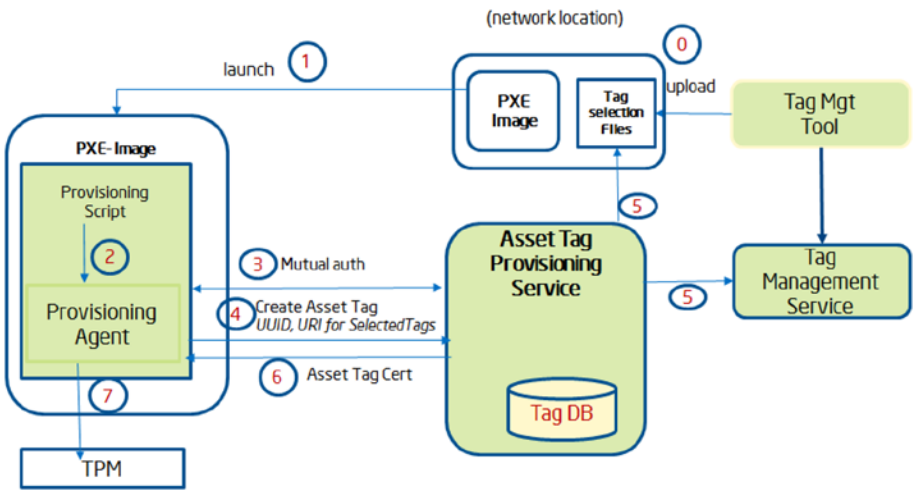 (network location)
0
1
launch
upload
PXE
Image
Tag
selection
Files
Tag Mgt
Tool
PXE-Image
Provisioning
Script
2
Provisioning
Agent
7
TPM
3
Mutual auth
4
Create Asset Tag
UUID, URI for SelectedTags
6
Asset Tag Cert
5
Asset Tag
Provisioning
Service
Tag DB
5
Tag
Management
Service